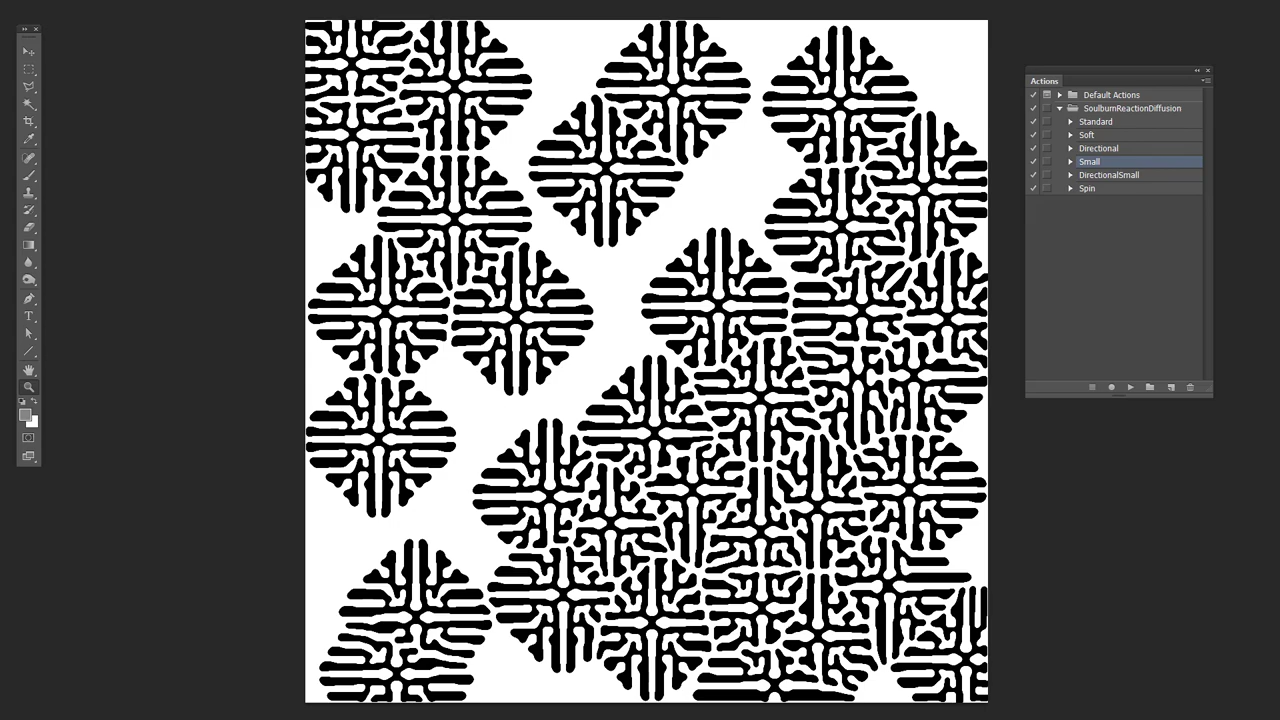 Actions
Default Actions
SoulburnReactionDiffusion
Standard
Soft
Directional
Small
DirectionalSmall
Spin